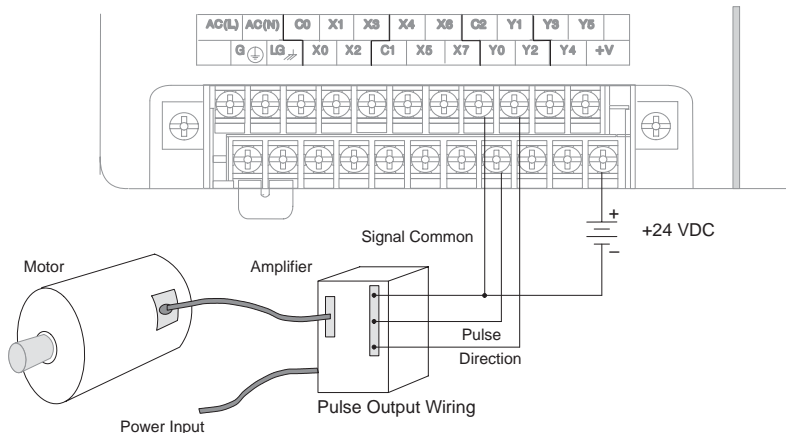 AC(L) AC(N) C0 X1 X3 X4 X6 C2 Y1 Y3 Y5
G LG X0 X2 C1 X5 X7 Y0 Y2 Y4 +V
+
+24 VDC
–
Signal Common
Motor
Amplifier
Pulse
Direction
Pulse Output Wiring
Power Input